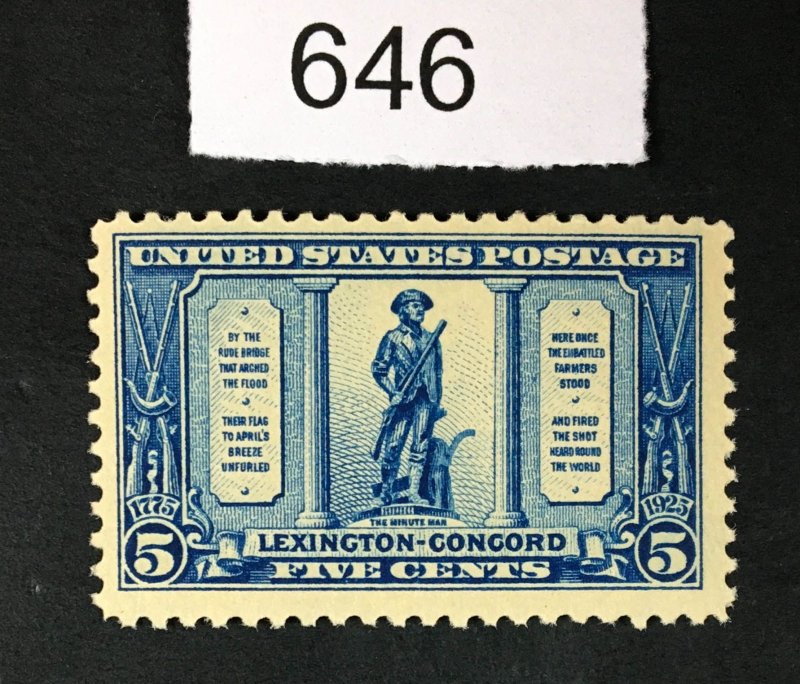 646
UNITED STATES POSTAGE
BY THE
RUDE BRIDGE
THAT ARCHED
THE FLOOD
THEIR FLAG
TO APRIL'S
BREEZE
UNFURLED
HERE ONCE
THE EMBATTLED
FARMERS
STOOD
AND FIRED
THE SHOT
HEARD ROUND
THE WORLD
1775
1925
THE MINUTE MAN
5 LEXINGTON-CONCORD 5
FIVE CENTS